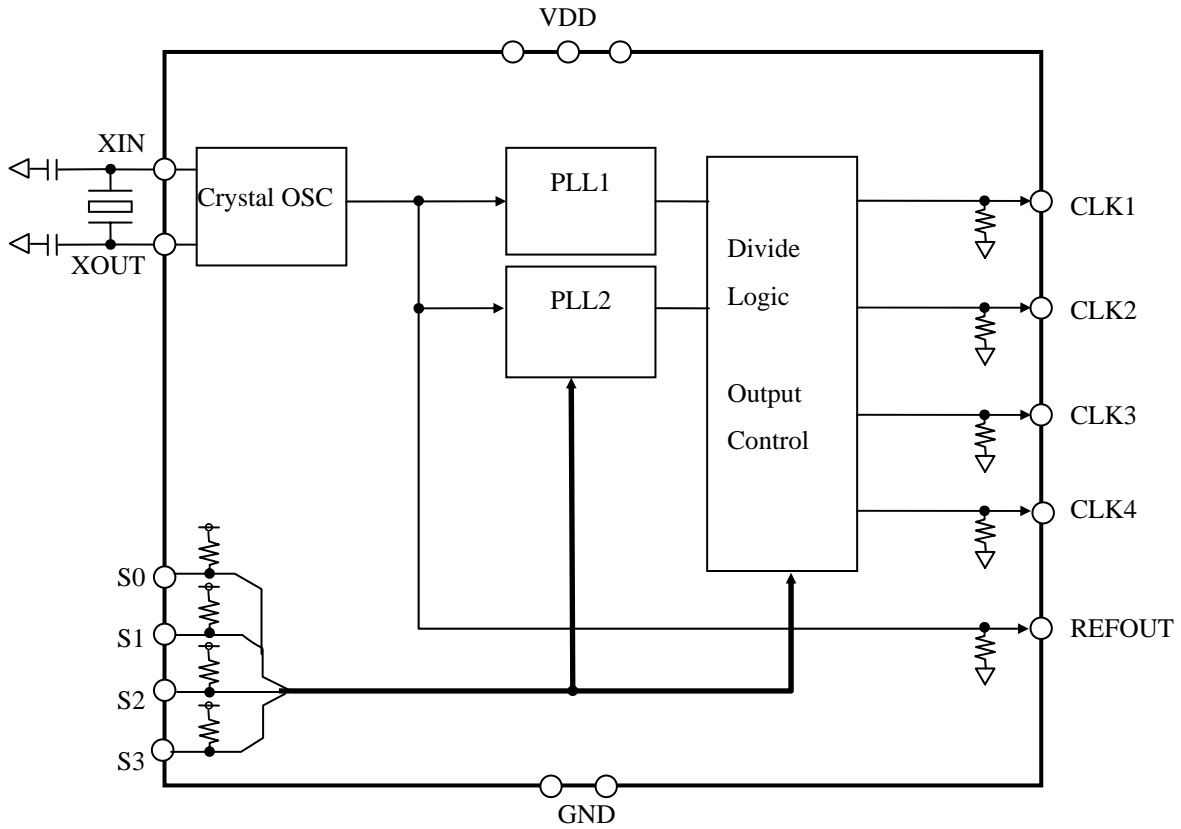 VDD
XIN
Crystal OSC
XOUT
PLL1
PLL2
Divide
Logic
Output
Control
CLK1
CLK2
CLK3
CLK4
REFOUT
S0
S1
S2
S3
GND